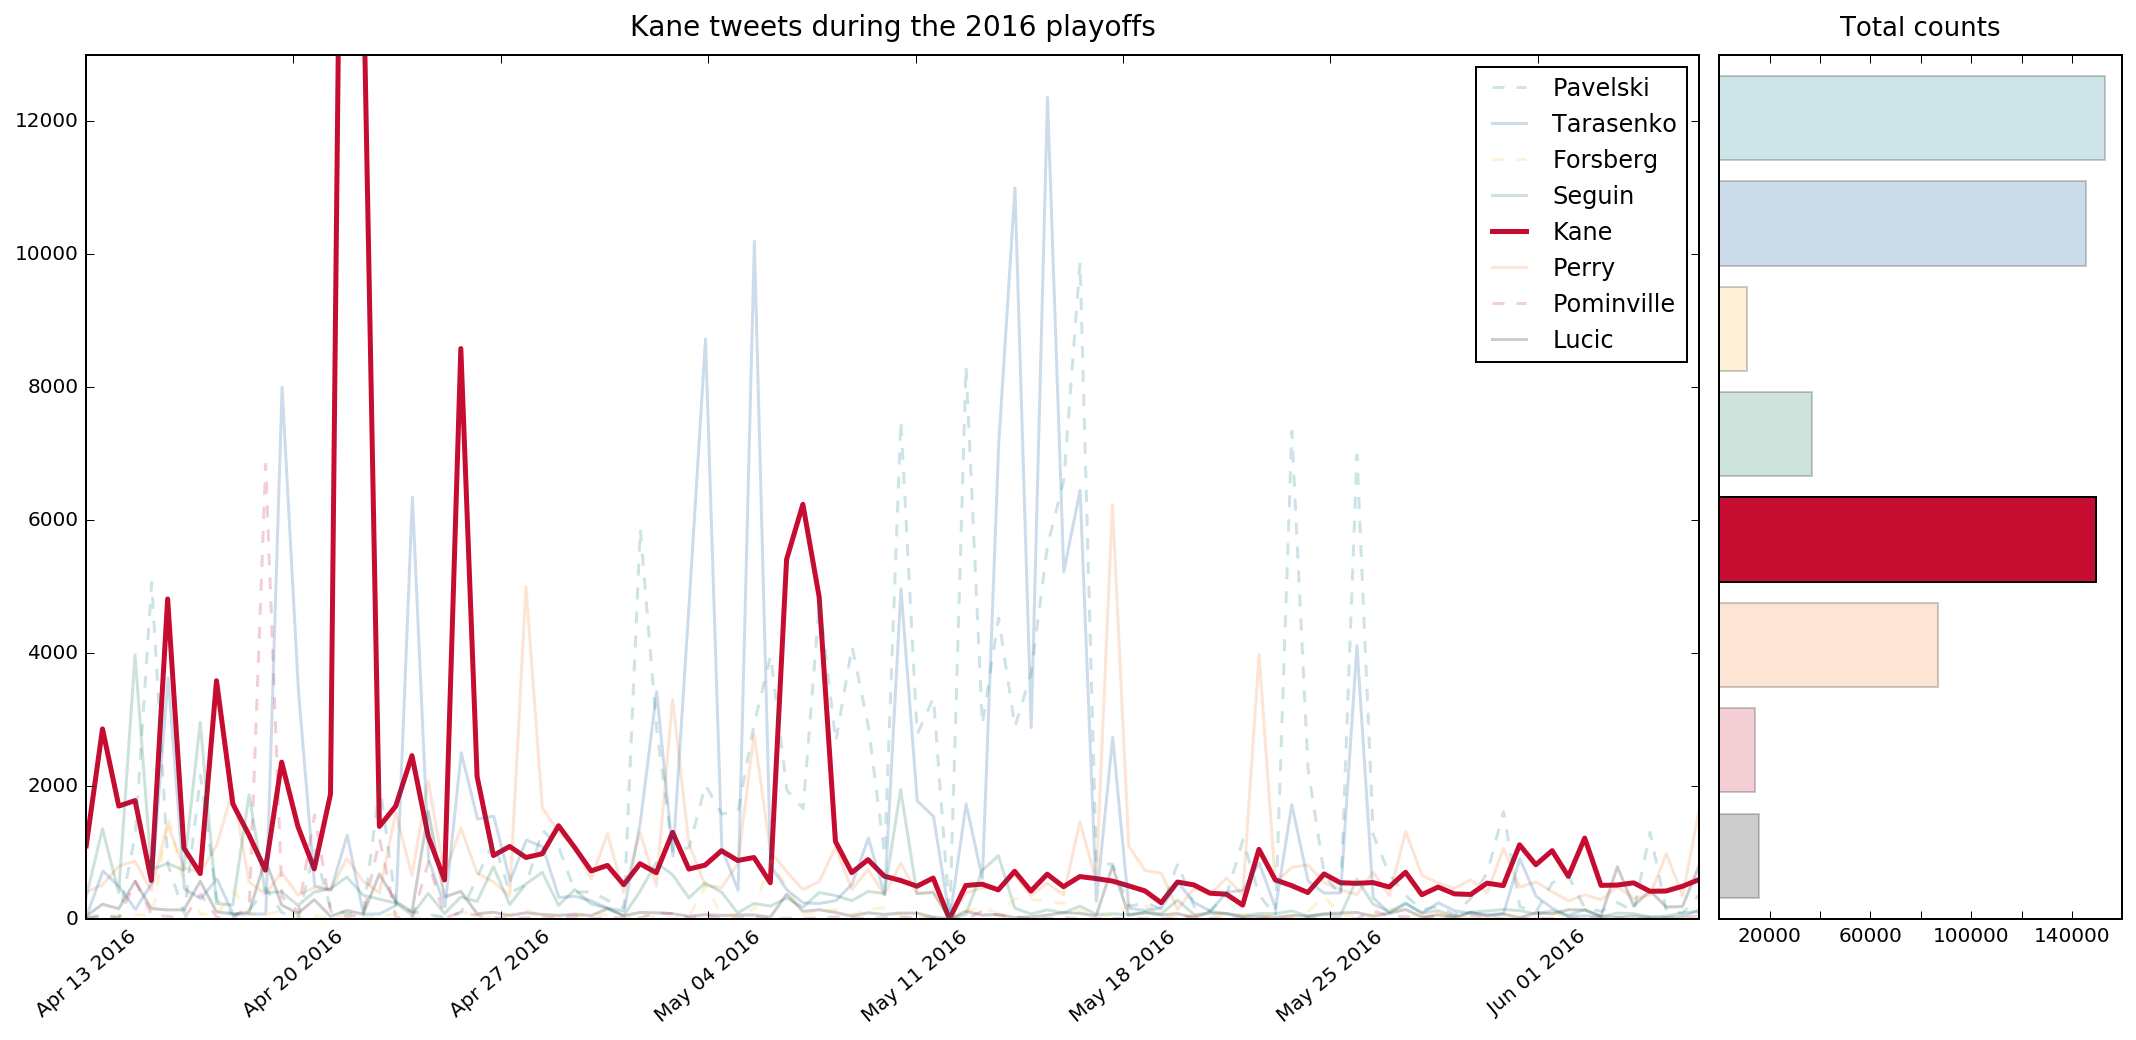 Kane tweets during the 2016 playoffs
Total counts
12000
10000
8000
6000
4000
2000
0
Pavelski
Tarasenko
Forsberg
Seguin
Kane
Perry
Pominville
Lucic
Apr 13 2016
Apr 20 2016
Apr 27 2016
May 04 2016
May 11 2016
May 18 2016
May 25 2016
Jun 01 2016
20000
60000
100000
140000